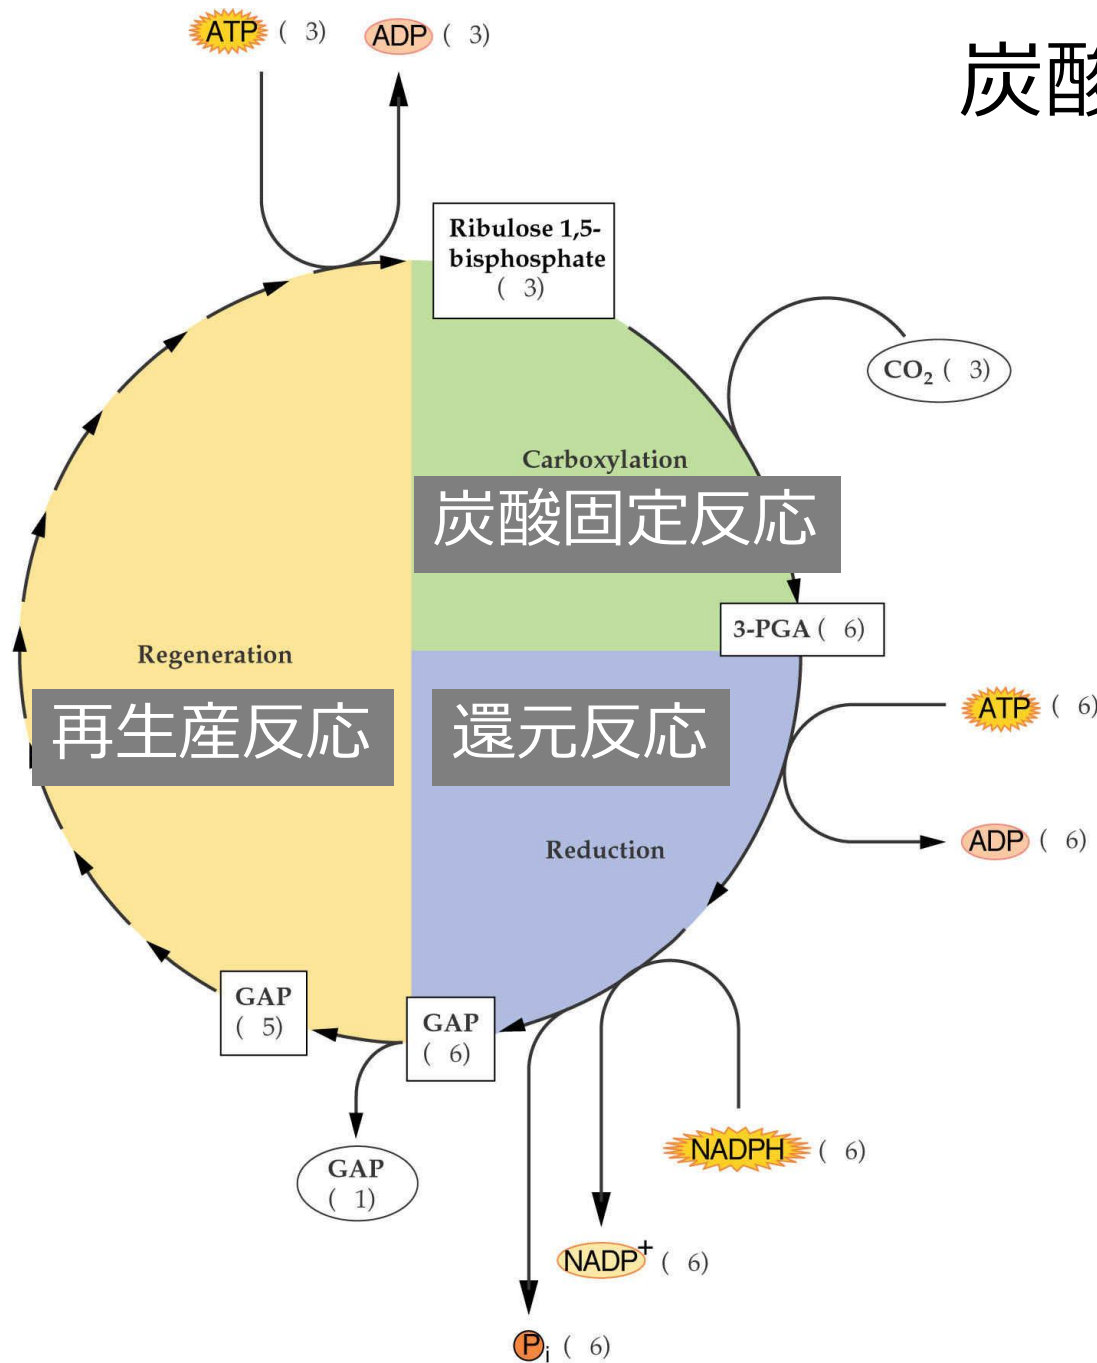 ATP ( 3)
ADP ( 3)
炭酸
Ribulose 1,5-
bisphosphate
( 3)
CO₂ ( 3)
Carboxylation
炭酸固定反応
3-PGA ( 6)
Regeneration
再生産反応
還元反応
ATP ( 6)
ADP ( 6)
Reduction
GAP
( 5)
GAP
( 6)
GAP
( 1)
NADPH ( 6)
NADP⁺ ( 6)
Pi ( 6)